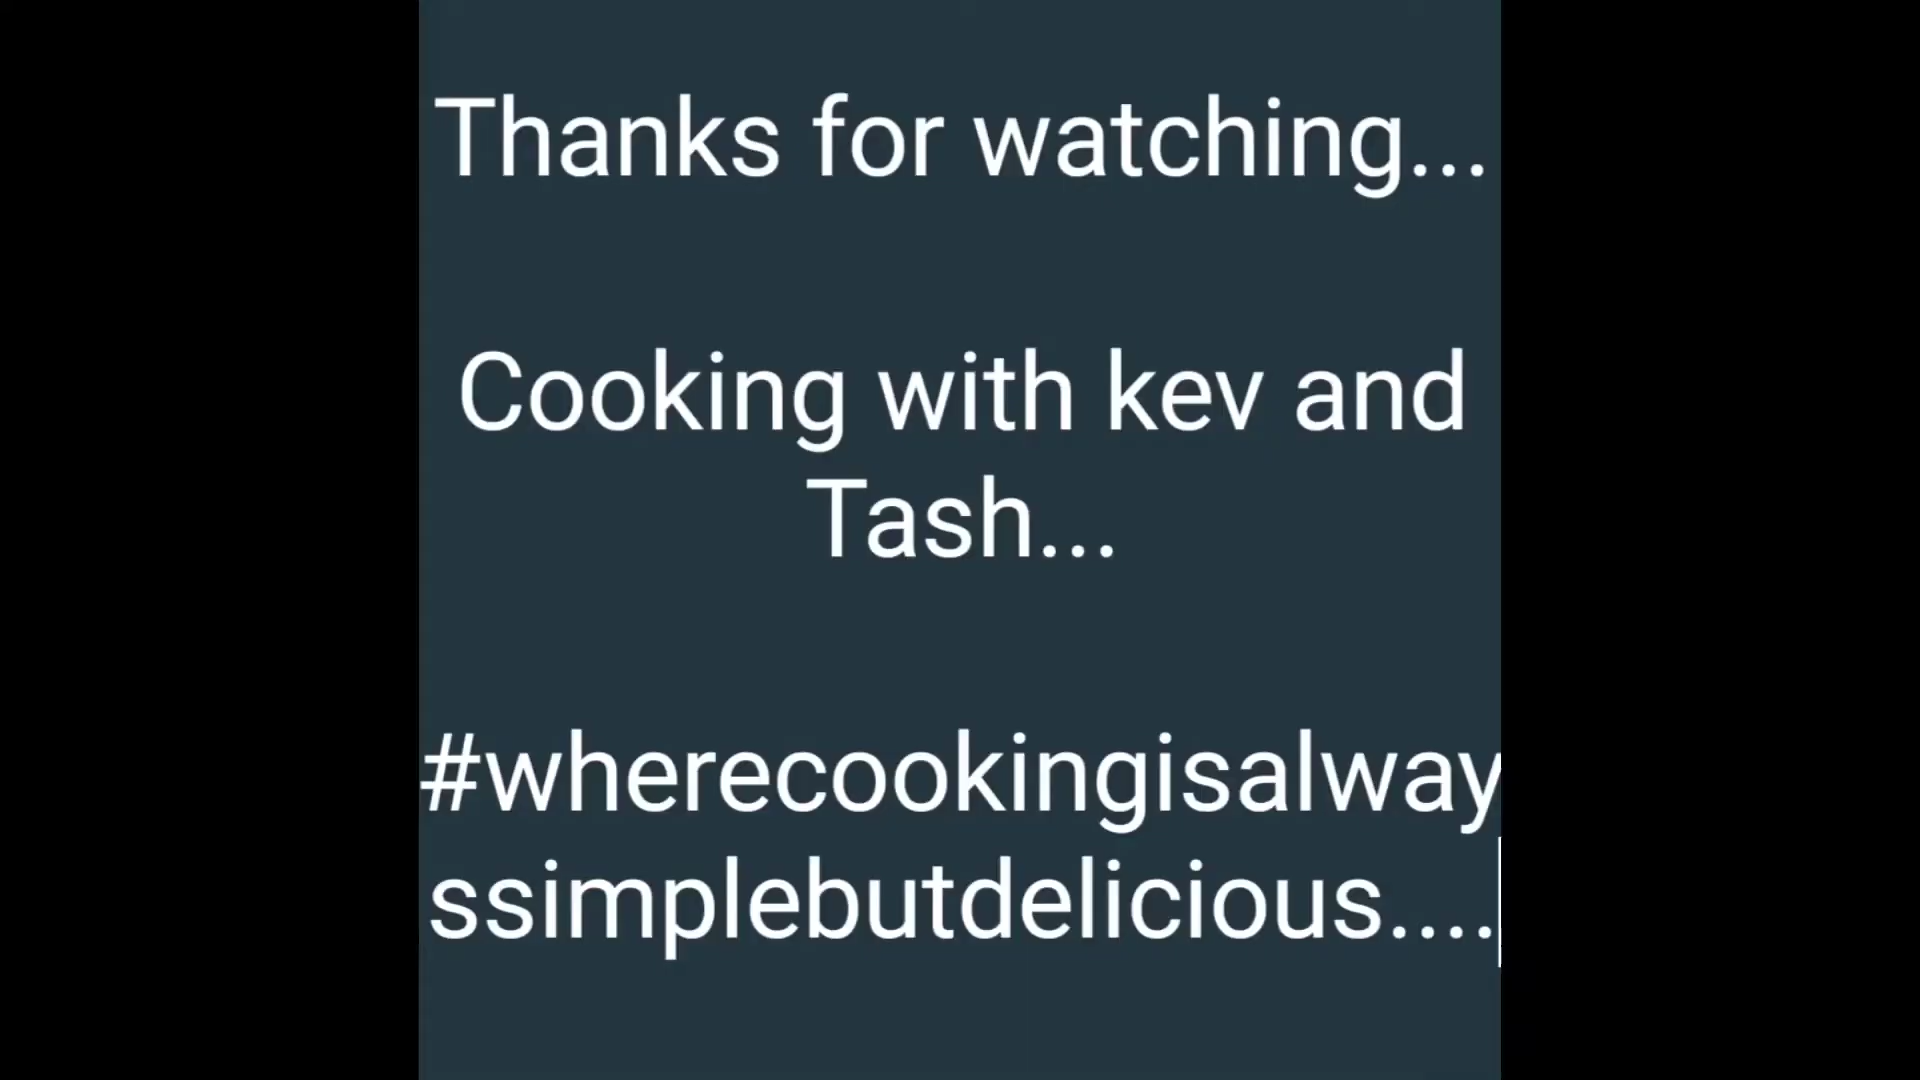 Thanks for watching...
Cooking with kev and
Tash...
#wherecookingisalway
ssimplebutdelicious....